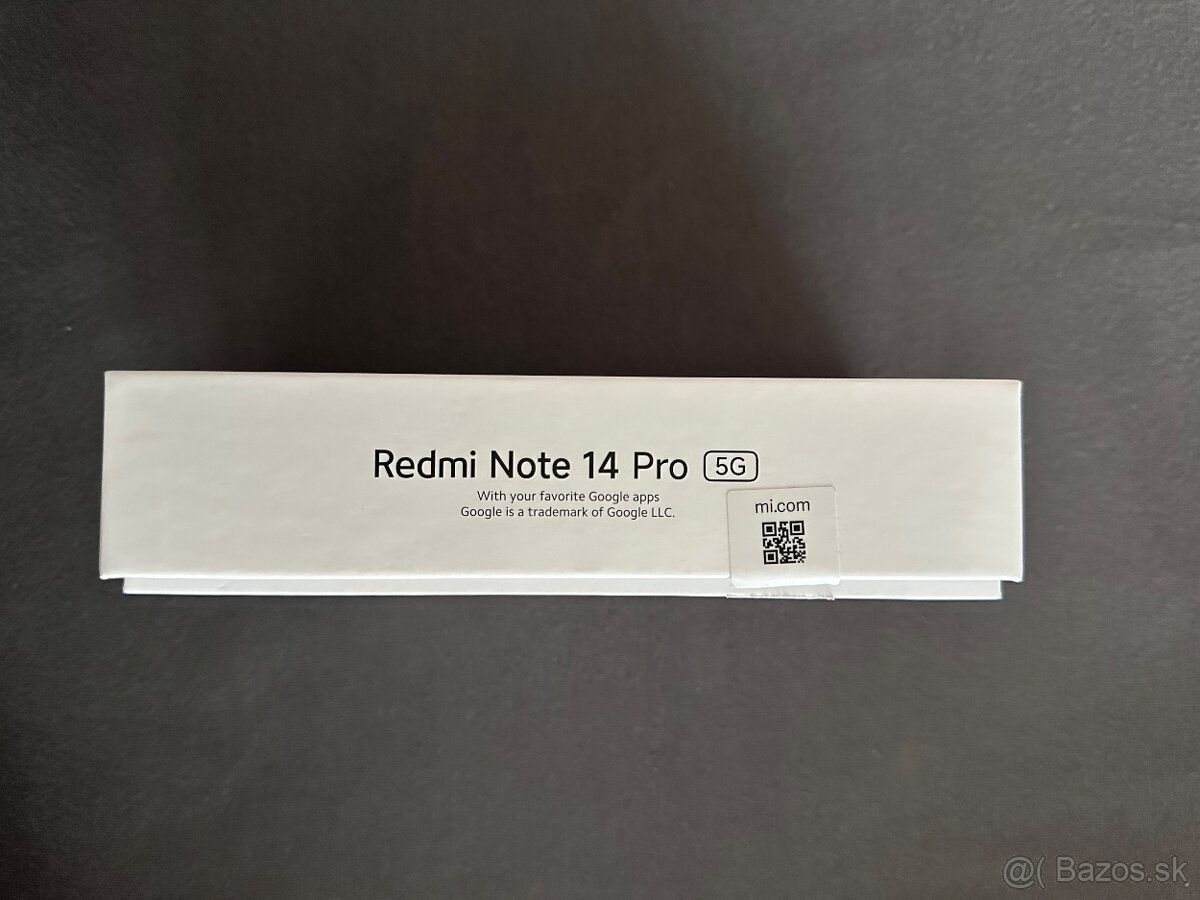 Redmi Note 14 Pro 5G
With your favorite Google apps
Google is a trademark of Google LLC.
mi.com
@( Bazos.sk